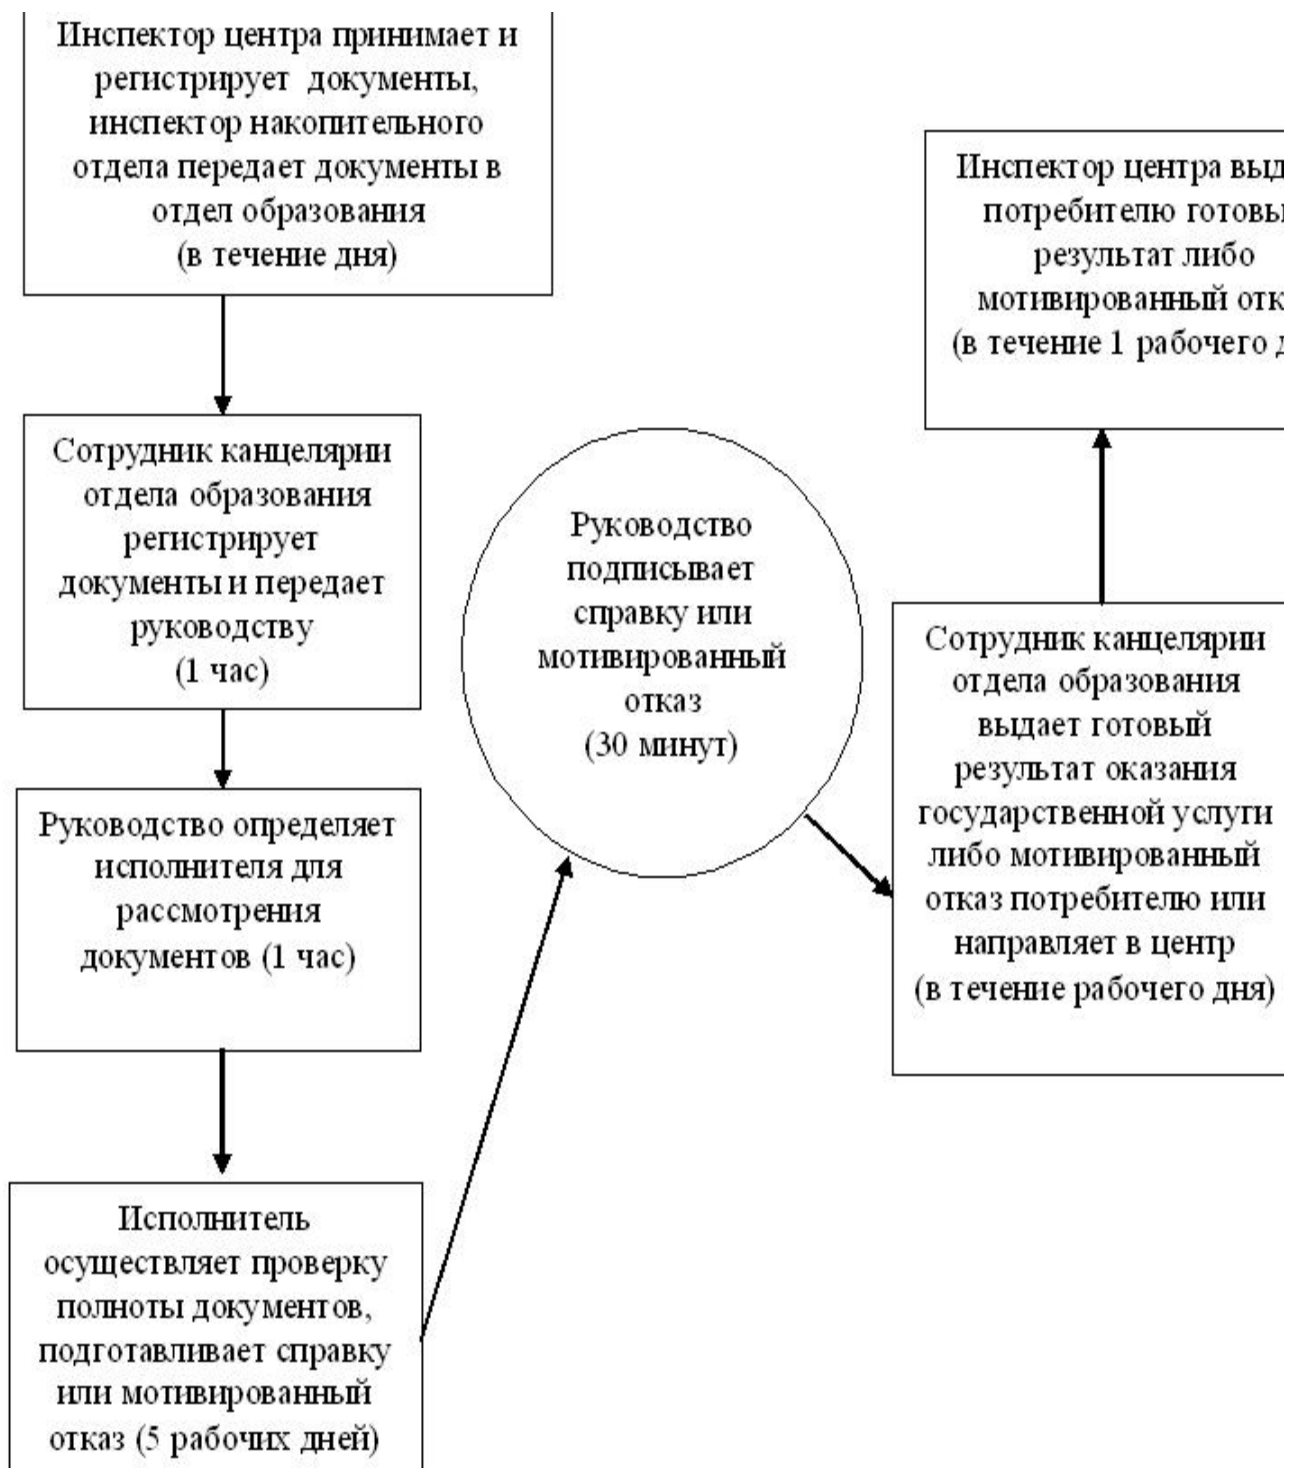 Инспектор центра принимает и
регистрирует документы,
инспектор накопительного
отдела передает документы в
отдел образования
(в течение дня)
Сотрудник канцелярии
отдела образования
регистрирует
документы и передает
руководству
(1 час)
Руководство определяет
исполнителя для
рассмотрения
документов (1 час)
Исполнитель
осуществляет проверку
полноты документов,
подготавливает справку
или мотивированный
отказ (5 рабочих дней)
Руководство
подписывает
справку или
мотивированный
отказ
(30 минут)
Сотрудник канцелярии
отдела образования
выдает готовый
результат оказания
государственной услуги
либо мотивированный
отказ потребителю или
направляет в центр
(в течение рабочего дня)
Инспектор центра
потребителю
результат либо
мотивированный
(в течение 1 рабочего